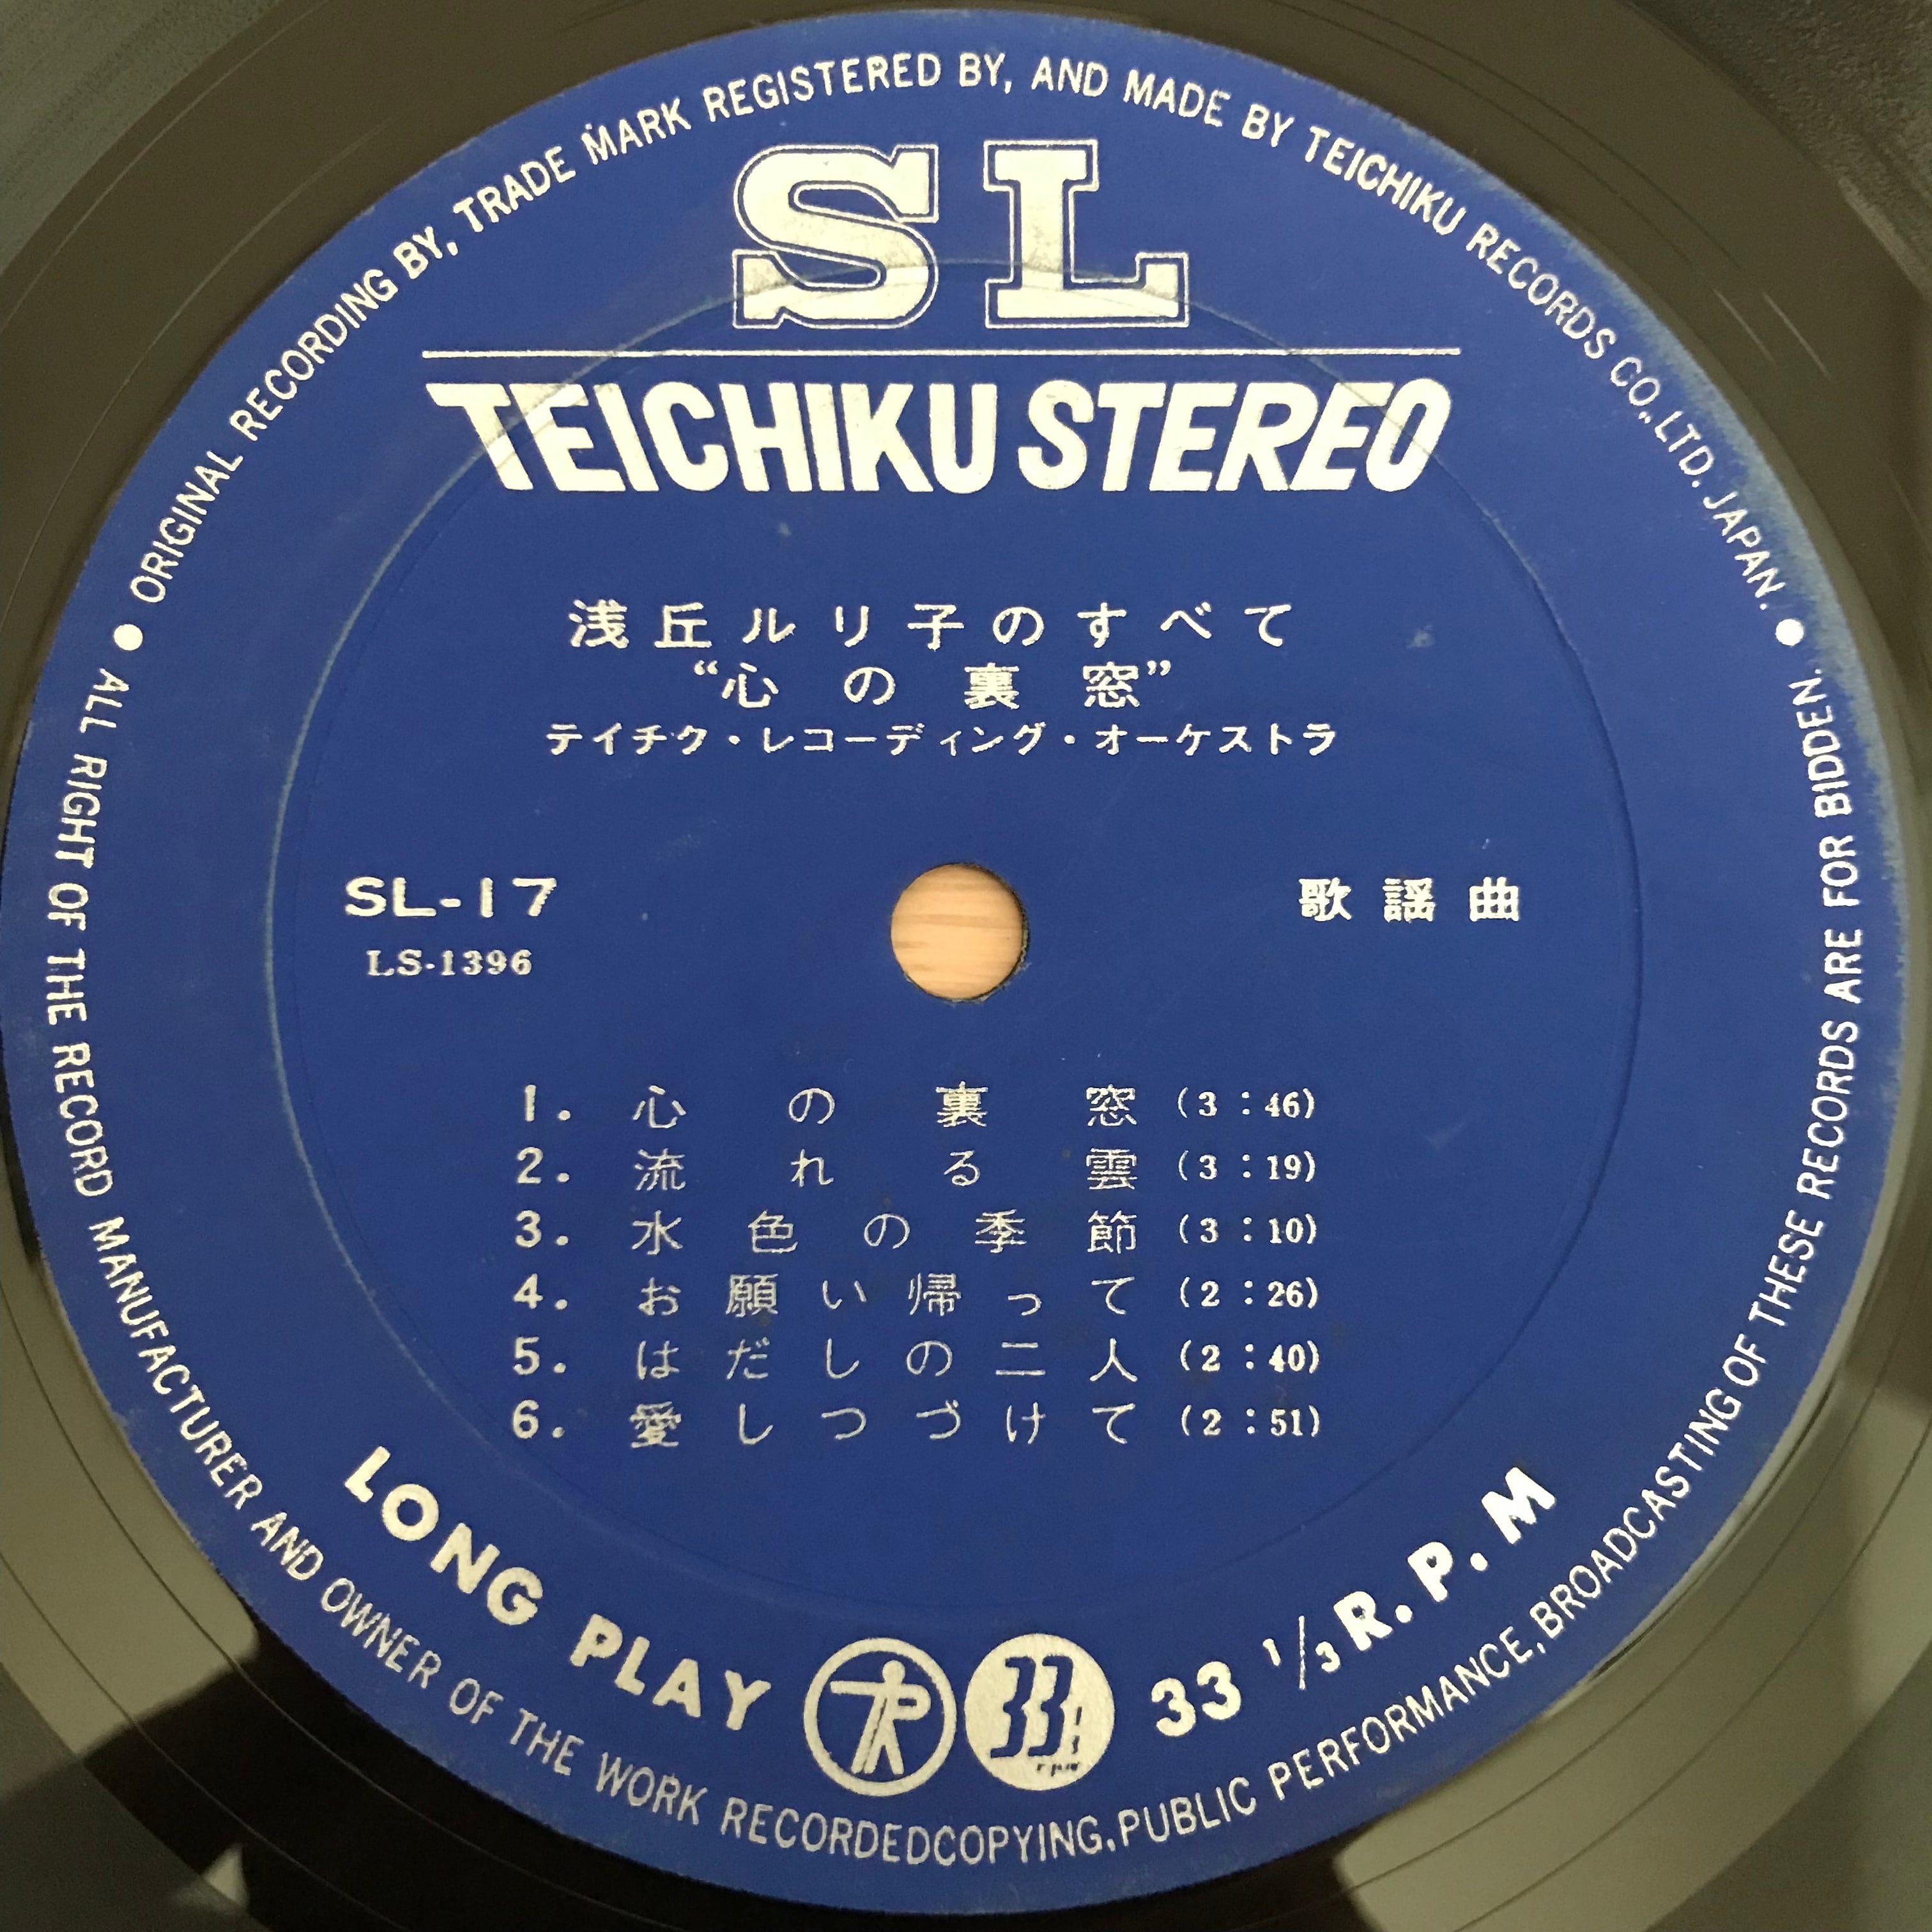 ORIGINAL RECORDING BY, TRADE MARK REGISTERED BY, AND MADE BY TEICHIKU RECORDS CO., LTD. JAPAN.
SL
TEICHIKU STEREO
浅丘ルリ子のすべて
“心の裏窓”
テイチク・レコーディング・オーケストラ
SL-17
歌謡曲
LS-1396
1. 心の裏窓 (3:46)
2. 流れる雲 (3:19)
3. 水色の季節 (3:10)
4. お願い帰って (2:26)
5. はだしの二人 (2:40)
6. 愛しつづけて (2:51)
LONG PLAY
33
33 1/3 R.P.M
ALL RIGHT OF THE RECORD MANUFACTURER AND OWNER OF THE WORK RECORDEDCOPYING,PUBLIC PERFORMANCE,BROADCASTING OF THESE RECORDS ARE FOR BIDDEN.